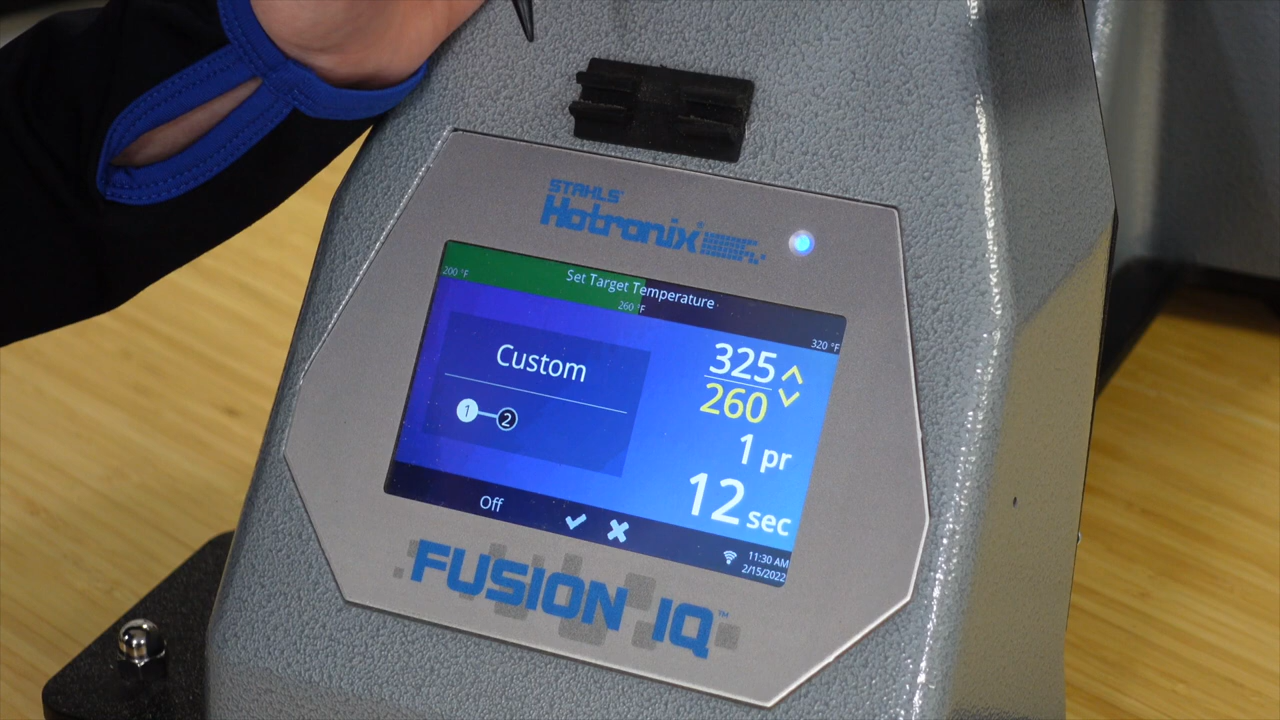 STAHLS'
Hotronix
Set Target Temperature
200 °F
260 °F
320 °F
Custom
1 2
325
260
1 pr
12 sec
Off
11:30 AM
2/15/2022
FUSION IQ™